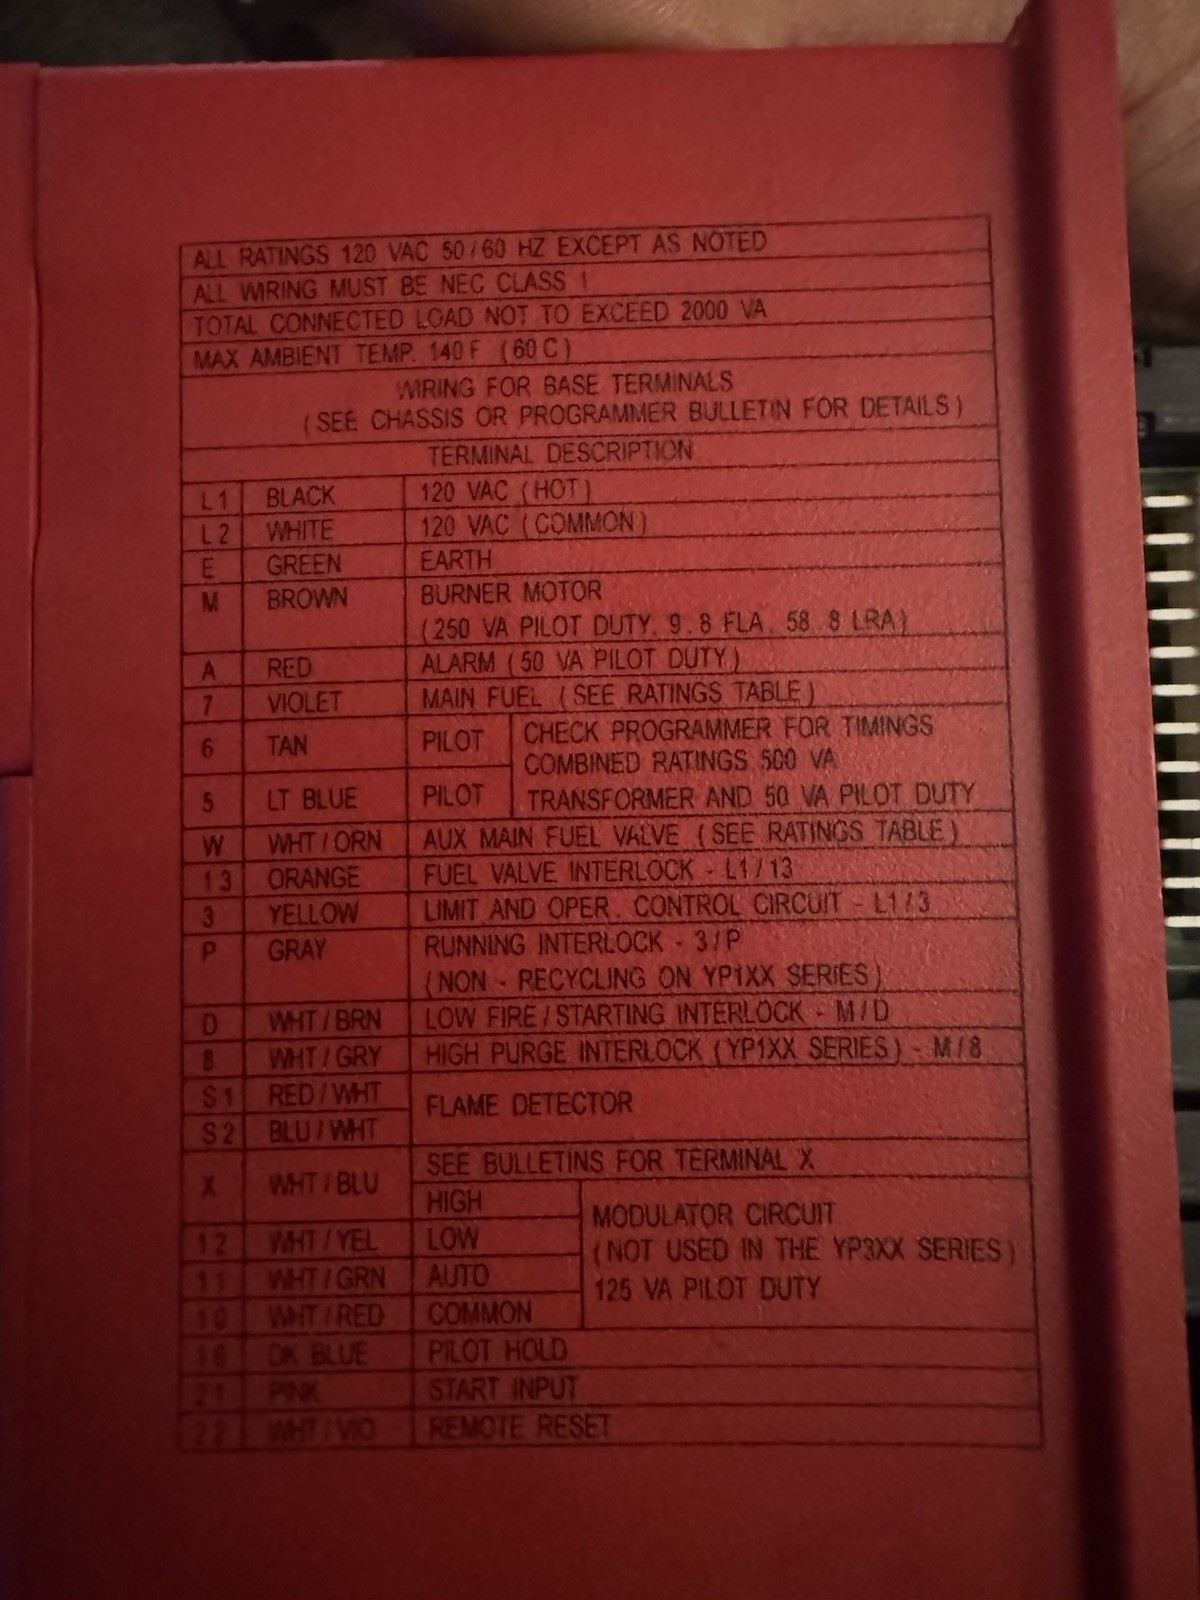 ALL RATINGS 120 VAC 50/60 HZ EXCEPT AS NOTED
ALL WIRING MUST BE NEC CLASS 1
TOTAL CONNECTED LOAD NOT TO EXCEED 2000 VA
MAX AMBIENT TEMP. 140 F (60 C)
WIRING FOR BASE TERMINALS
(SEE CHASSIS OR PROGRAMMER BULLETIN FOR DETAILS)
TERMINAL DESCRIPTION
L1 BLACK 120 VAC (HOT)
L2 WHITE 120 VAC (COMMON)
E GREEN EARTH
M BROWN BURNER MOTOR
(250 VA PILOT DUTY, 9.8 FLA, 58.8 LRA)
A RED ALARM (50 VA PILOT DUTY)
7 VIOLET MAIN FUEL (SEE RATINGS TABLE)
6 TAN PILOT CHECK PROGRAMMER FOR TIMINGS
COMBINED RATINGS 500 VA
5 LT BLUE PILOT TRANSFORMER AND 50 VA PILOT DUTY
W WHT/ORN AUX MAIN FUEL VALVE (SEE RATINGS TABLE)
13 ORANGE FUEL VALVE INTERLOCK - L1/13
3 YELLOW LIMIT AND OPER. CONTROL CIRCUIT - L1/3
P GRAY RUNNING INTERLOCK - 3/P
(NON - RECYCLING ON YP1XX SERIES)
D WHT/BRN LOW FIRE/STARTING INTERLOCK - M/D
8 WHT/GRY HIGH PURGE INTERLOCK (YP1XX SERIES) - M/8
S1 RED/WHT FLAME DETECTOR
S2 BLU/WHT
X WHT/BLU SEE BULLETINS FOR TERMINAL X
HIGH MODULATOR CIRCUIT
12 WHT/YEL LOW (NOT USED IN THE YP3XX SERIES)
11 WHT/GRN AUTO 125 VA PILOT DUTY
10 WHT/RED COMMON
16 DK BLUE PILOT HOLD
21 PINK START INPUT
22 WHT/VIO REMOTE RESET